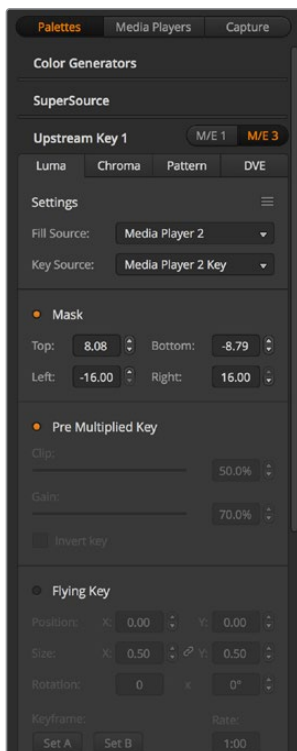 Palettes Media Players Capture
Color Generators
SuperSource
Upstream Key 1 M/E 1 M/E 3
Luma Chroma Pattern DVE
Settings
Fill Source: Media Player 2
Key Source: Media Player 2 Key
Mask
Top: 8.08 Bottom: -8.79
Left: -16.00 Right: 16.00
Pre Multiplied Key
Clip:
50.0%
Gain:
70.0%
Invert key
Flying Key
Position: X: 0.00 Y: 0.00
Size: X: 0.50 Y: 0.50
Rotation: 0 x 0°
Keyframe: Rate:
Set A Set B 1:00